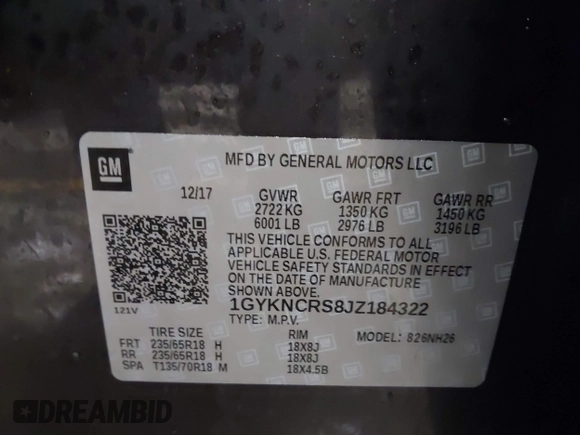 GM
MFD BY GENERAL MOTORS LLC
12/17 GVWR GAWR FRT GAWR RR
2722 KG 1350 KG 1450 KG
6001 LB 2976 LB 3196 LB
THIS VEHICLE CONFORMS TO ALL
APPLICABLE U.S. FEDERAL MOTOR
VEHICLE SAFETY STANDARDS IN EFFECT
ON THE DATE OF MANUFACTURE
SHOWN ABOVE.
121V 1GYKNCRS8JZ184322
TYPE: M.P.V. MODEL: 826NH26
TIRE SIZE RIM
FRT 235/65R18 H 18X8J
RR 235/65R18 H 18X8J
SPA T135/70R18 M 18X4.5B
DREAMBID